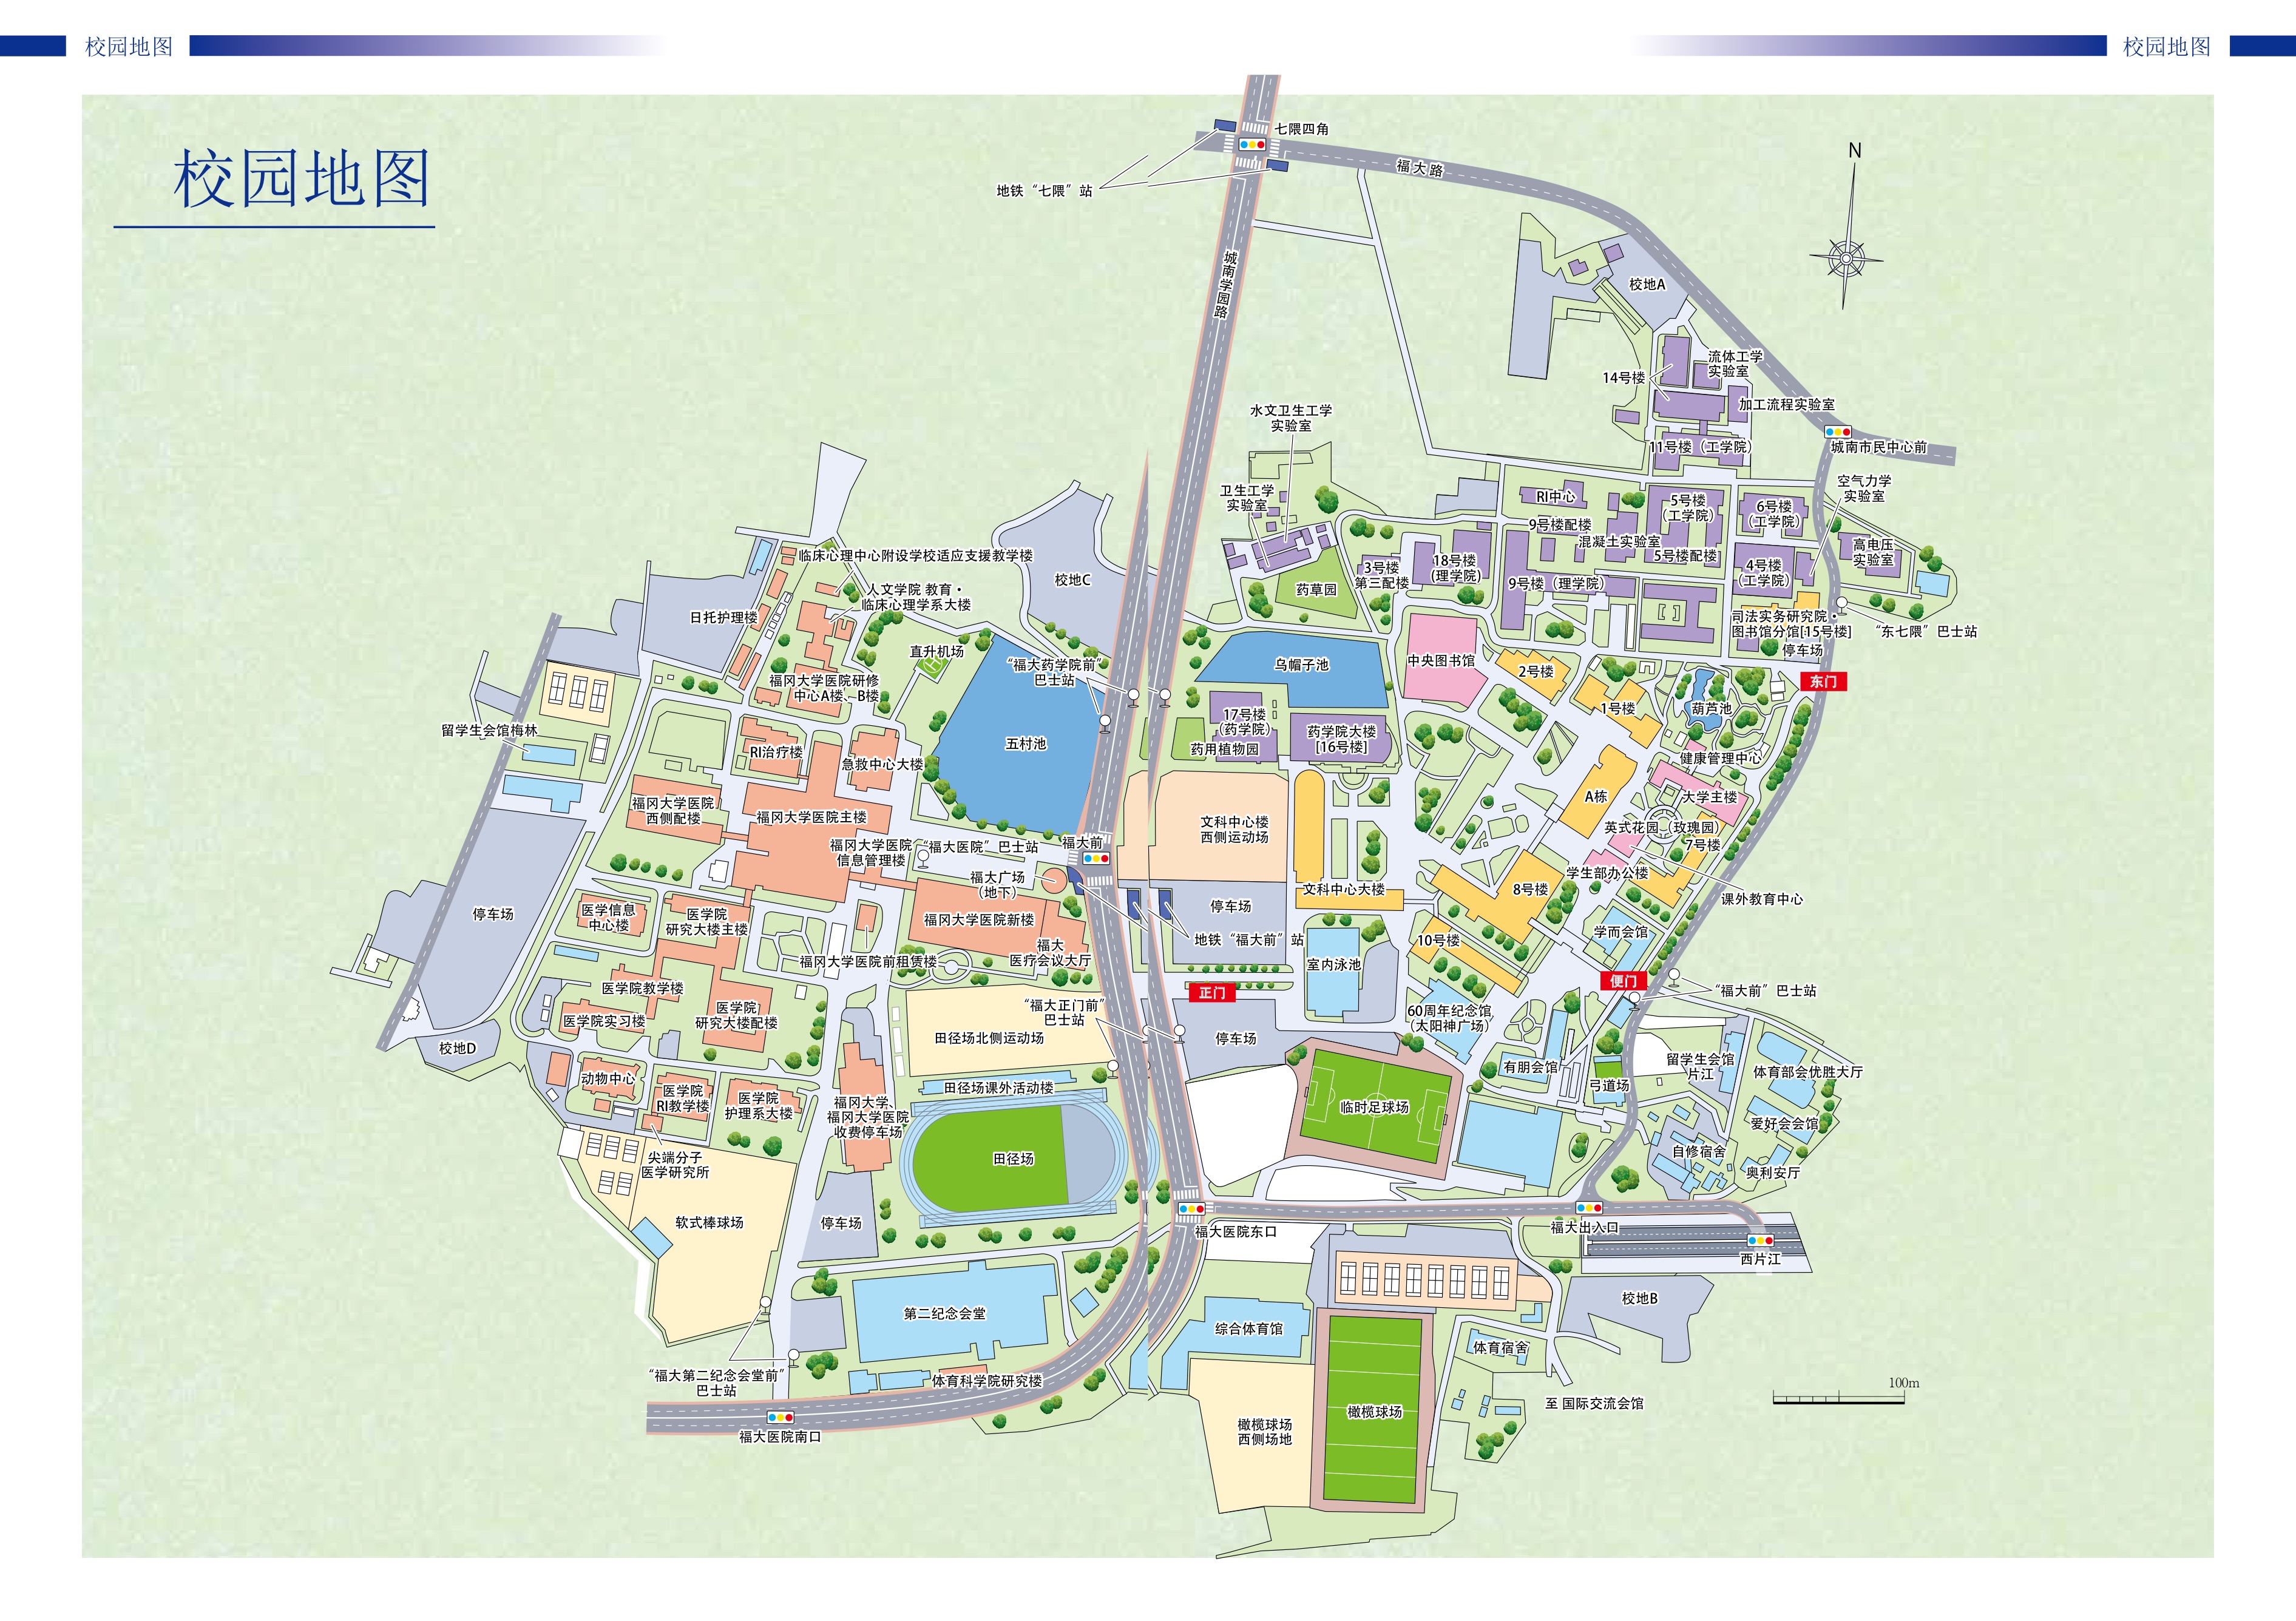 校园地图
校园地图
校园地图
N
七隈四角
地铁“七隈”站
福大路
城南学园路
校地A
流体工学
实验室
14号楼
加工流程实验室
水文卫生工学
实验室
11号楼（工学院）
城南市民中心前
空气力学
实验室
卫生工学
实验室
RI中心
5号楼
（工学院）
6号楼
（工学院）
9号楼配楼
混凝土实验室
5号楼配楼
高电压
实验室
临床心理中心附设学校适应支援教学楼
校地C
3号楼
第三配楼
18号楼
（理学院）
9号楼（理学院）
4号楼
（工学院）
人文学院 教育・
临床心理学系大楼
药草园
日托护理楼
司法实务研究院・
图书馆分馆[15号楼]
“东七隈”巴士站
停车场
直升机场
“福大药学院前”
巴士站
乌帽子池
中央图书馆
2号楼
东门
福冈大学医院研修
中心A楼、B楼
1号楼
葫芦池
留学生会馆梅林
17号楼
（药学院）
药用植物园
药学院大楼
[16号楼]
五村池
RI治疗楼
急救中心大楼
健康管理中心
A栋
大学主楼
福冈大学医院
西侧配楼
福冈大学医院主楼
文科中心楼
西侧运动场
英式花园（玫瑰园）
7号楼
福冈大学医院
信息管理楼
“福大医院”巴士站
福大前
学生部办公楼
福大广场
（地下）
文科中心大楼
8号楼
课外教育中心
停车场
医学信息
中心楼
医学院
研究大楼主楼
福冈大学医院新楼
停车场
学而会馆
地铁“福大前”站
10号楼
福大
医疗会议大厅
福冈大学医院前租赁楼
室内泳池
便门
医学院教学楼
正门
“福大前”巴士站
“福大正门前”
巴士站
医学院
研究大楼配楼
医学院实习楼
60周年纪念馆
（太阳神广场）
田径场北侧运动场
停车场
校地D
有朋会馆
留学生会馆
片江
体育部会优胜大厅
动物中心
弓道场
田径场课外活动楼
医学院
RI教学楼
医学院
护理系大楼
福冈大学、
福冈大学医院
收费停车场
临时足球场
爱好会会馆
自修宿舍
尖端分子
医学研究所
田径场
奥利安厅
软式棒球场
停车场
福大医院东口
福大出入口
西片江
第二纪念会堂
校地B
综合体育馆
体育宿舍
“福大第二纪念会堂前”
巴士站
体育科学院研究楼
100m
至 国际交流会馆
橄榄球场
橄榄球场
西侧场地
福大医院南口